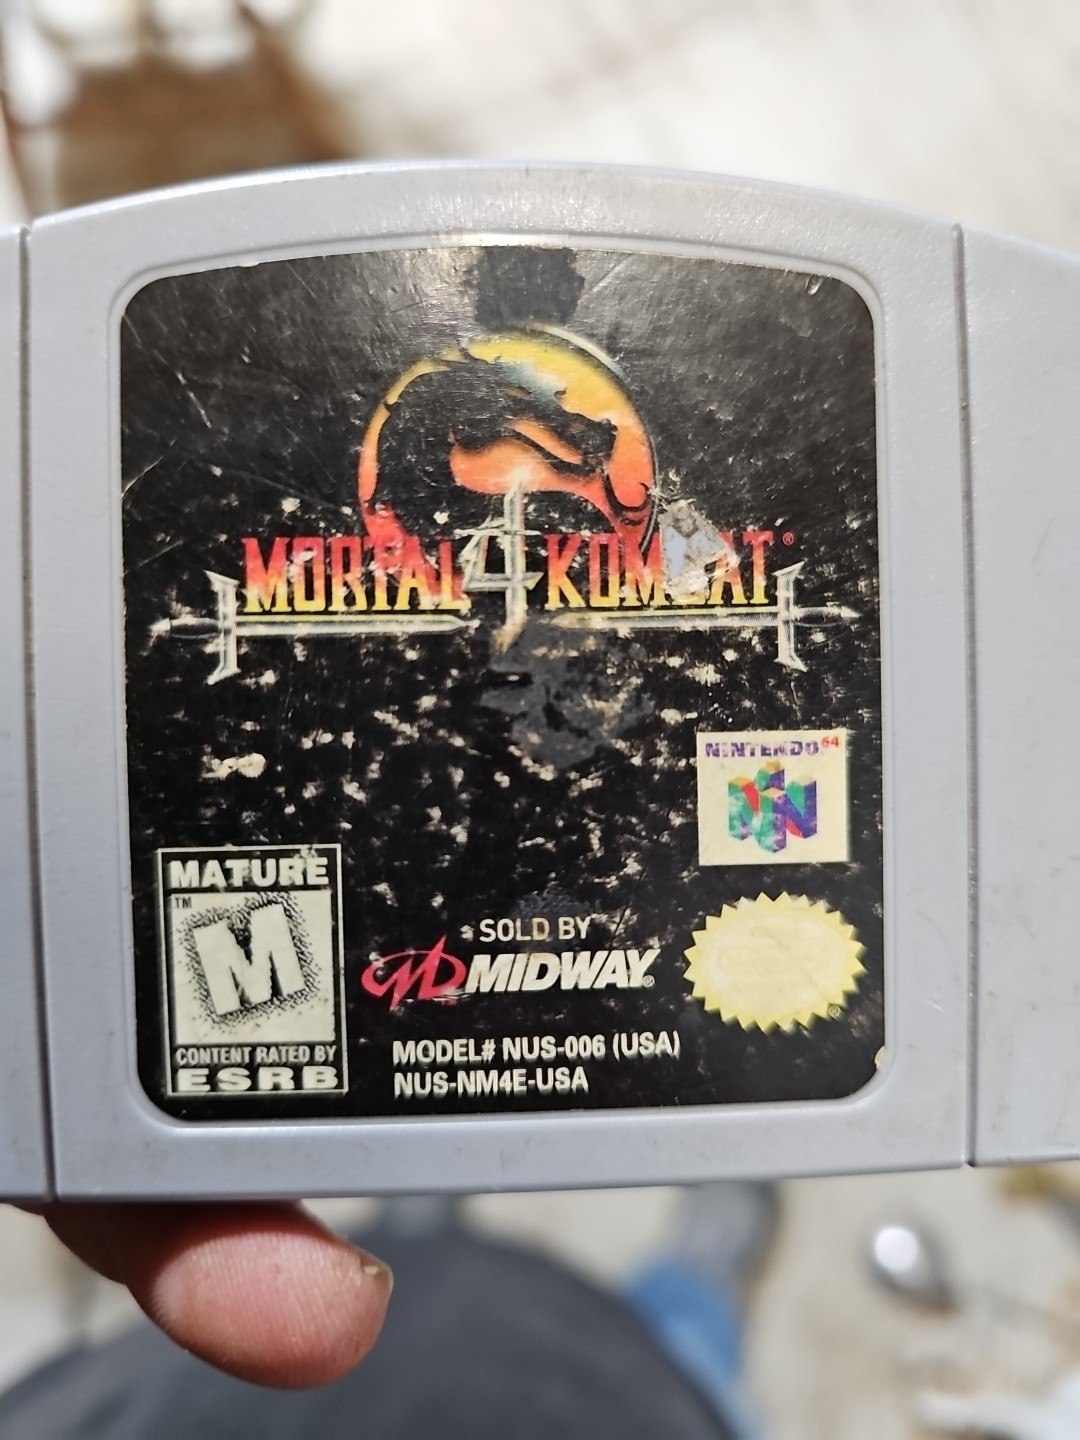 MORTAL 4 KOMBAT®
NINTENDO64
MATURE
TM
M
CONTENT RATED BY
ESRB
SOLD BY
MIDWAY®
®
MODEL# NUS-006 (USA)
NUS-NM4E-USA